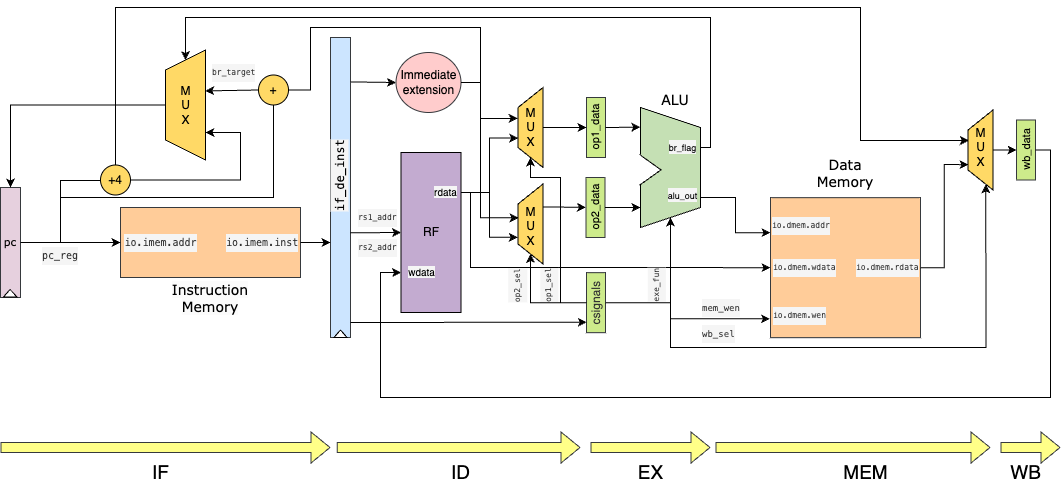 br_target
M
U
X
+
+4
pc
pc_reg
io.imem.addr
io.imem.inst
Instruction
Memory
if_de_inst
Immediate
extension
rs1_addr
rs2_addr
rdata
RF
wdata
M
U
X
M
U
X
op2_sel
op1_sel
op1_data
op2_data
csignals
ALU
br_flag
alu_out
exe_fun
mem_wen
wb_sel
Data
Memory
io.dmem.addr
io.dmem.wdata
io.dmem.rdata
io.dmem.wen
M
U
X
wb_data
IF
ID
EX
MEM
WB